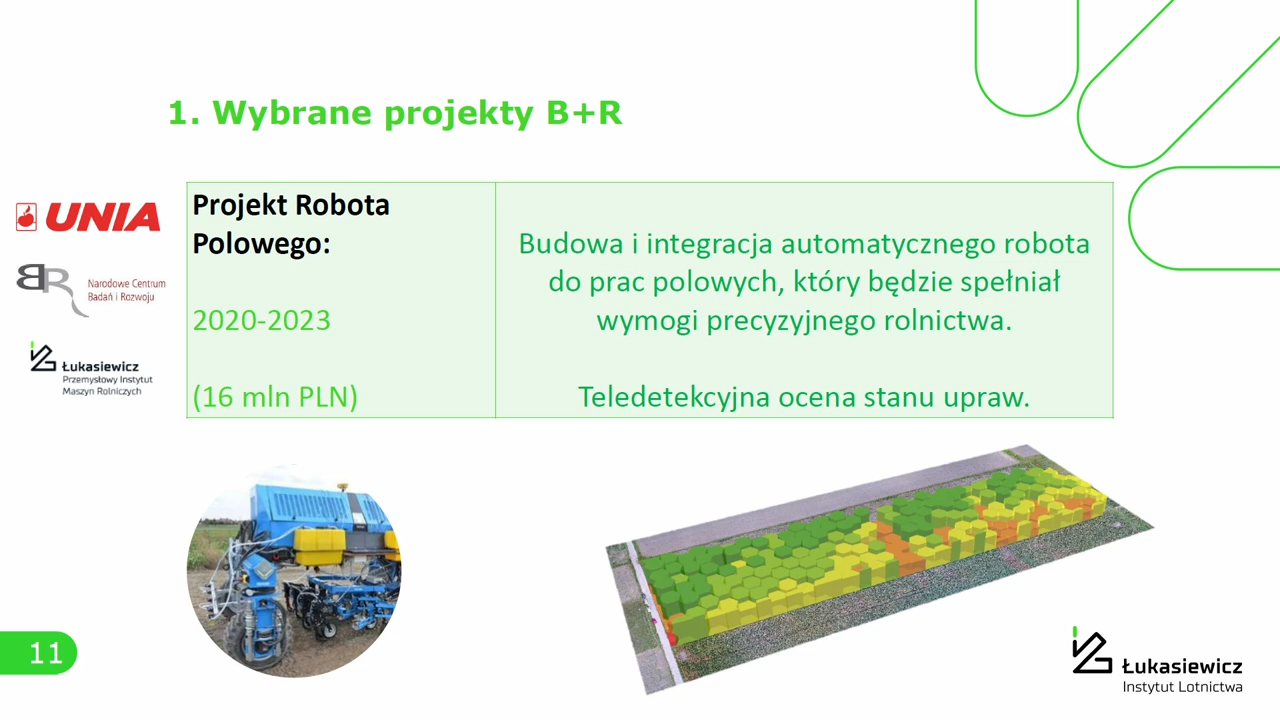 1. Wybrane projekty B+R
UNIA
BR
Narodowe Centrum
Badań i Rozwoju
Łukasiewicz
Przemysłowy Instytut
Maszyn Rolniczych
Projekt Robota
Polowego:
2020-2023
(16 mln PLN)
Budowa i integracja automatycznego robota
do prac polowych, który będzie spełniał
wymogi precyzyjnego rolnictwa.
Teledetekcyjna ocena stanu upraw.
11
Łukasiewicz
Instytut Lotnictwa